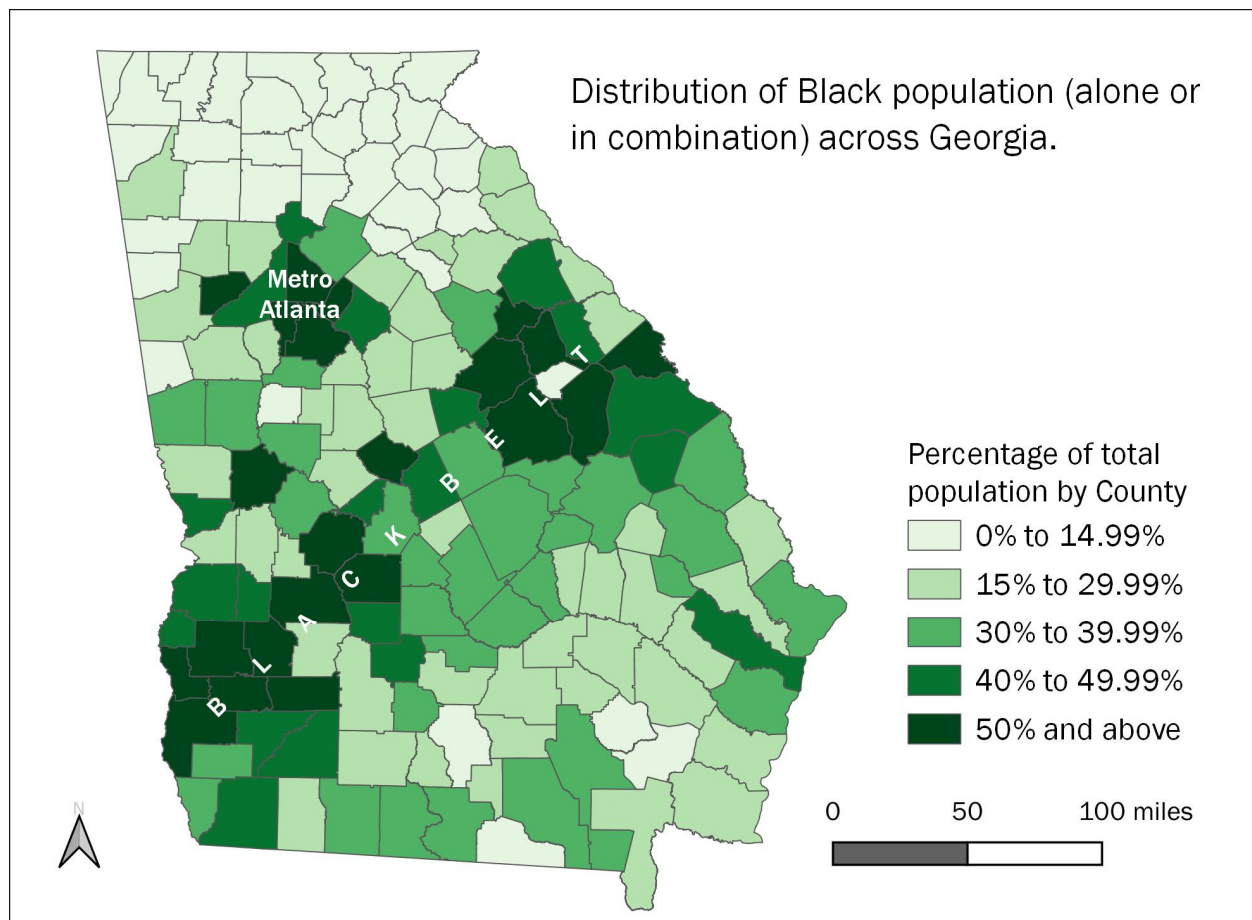 Distribution of Black population (alone or
in combination) across Georgia.
Metro
Atlanta
BLACK BELT
Percentage of total
population by County
0% to 14.99%
15% to 29.99%
30% to 39.99%
40% to 49.99%
50% and above
N
0 50 100 miles